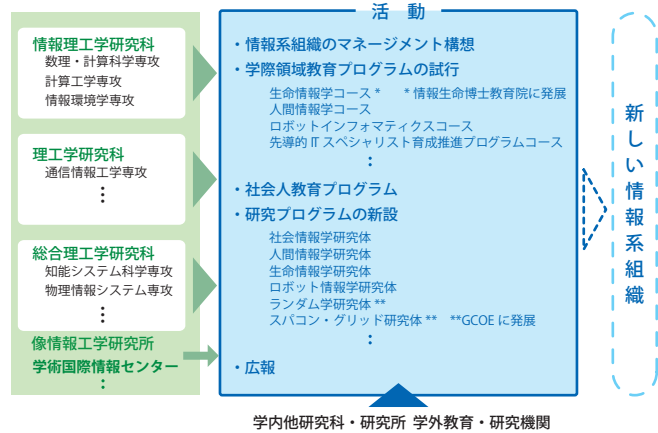 情報理工学研究科
数理・計算科学専攻
計算工学専攻
情報環境学専攻
理工学研究科
通信情報工学専攻
⋮
総合理工学研究科
知能システム科学専攻
物理情報システム専攻
⋮
像情報工学研究所
学術国際情報センター
⋮
活 動
・情報系組織のマネージメント構想
・学際領域教育プログラムの試行
生命情報学コース * * 情報生命博士教育院に発展
人間情報学コース
ロボットインフォマティクスコース
先導的 IT スペシャリスト育成推進プログラムコース
⋮
・社会人教育プログラム
・研究プログラムの新設
社会情報学研究体
人間情報学研究体
生命情報学研究体
ロボット情報学研究体
ランダム学研究体 **
スパコン・グリッド研究体 ** **GCOE に発展
⋮
・広報
新しい情報系組織
学内他研究科・研究所 学外教育・研究機関